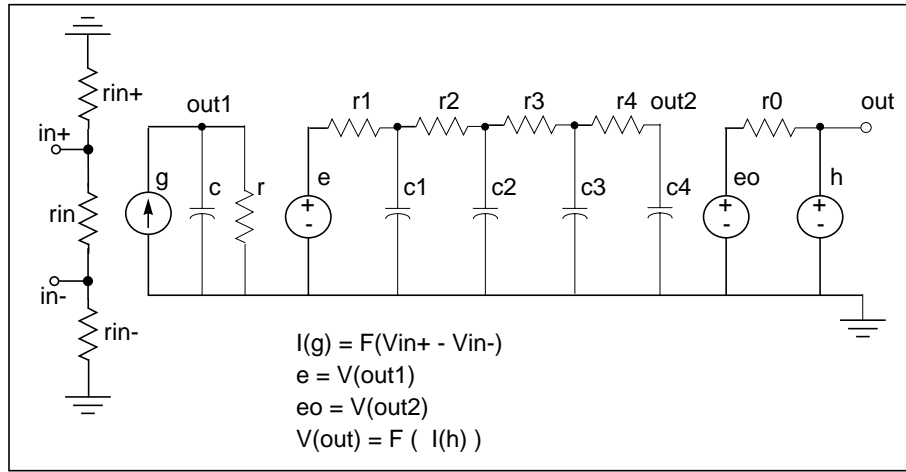 rin+
out1
r1
r2
r3
r4
out2
r0
out
in+
g
c
r
e
c1
c2
c3
c4
eo
h
+
-
+
-
+
-
rin
in-
rin-
I(g) = F(Vin+ - Vin-)
e = V(out1)
eo = V(out2)
V(out) = F ( I(h) )